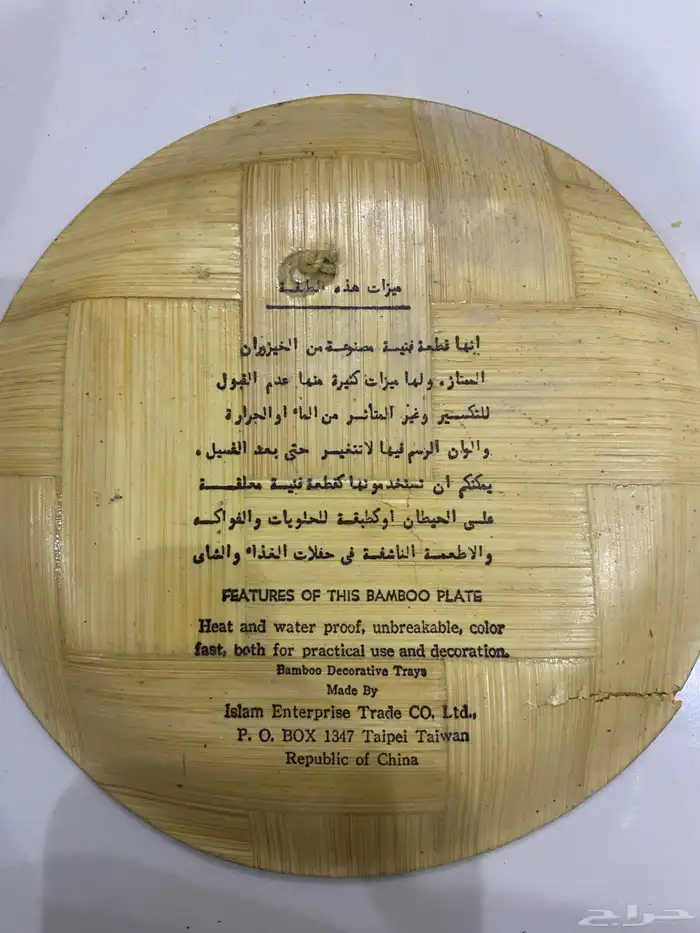 ميزات هذه الطبقة
انها قطعة فنية مصنوعة من الخيزران
الممتاز. ولها ميزات كثيرة منها عدم القبول
للتكسير وغير المتأثر من الماء او الحرارة
والوان الرسم فيها لاتتغير حتى بعد الغسيل.
يمكنكم ان تستخدمونها كقطعة فنية معلقة
على الحيطان اوكطبقة للحلويات والفواكه
والاطعمة الناشفة فى حفلات الغذاء والشاى
FEATURES OF THIS BAMBOO PLATE
Heat and water proof, unbreakable, color
fast, both for practical use and decoration.
Bamboo Decorative Trays
Made By
Islam Enterprise Trade CO. Ltd.,
P. O. BOX 1347 Taipei Taiwan
Republic of China
حراج